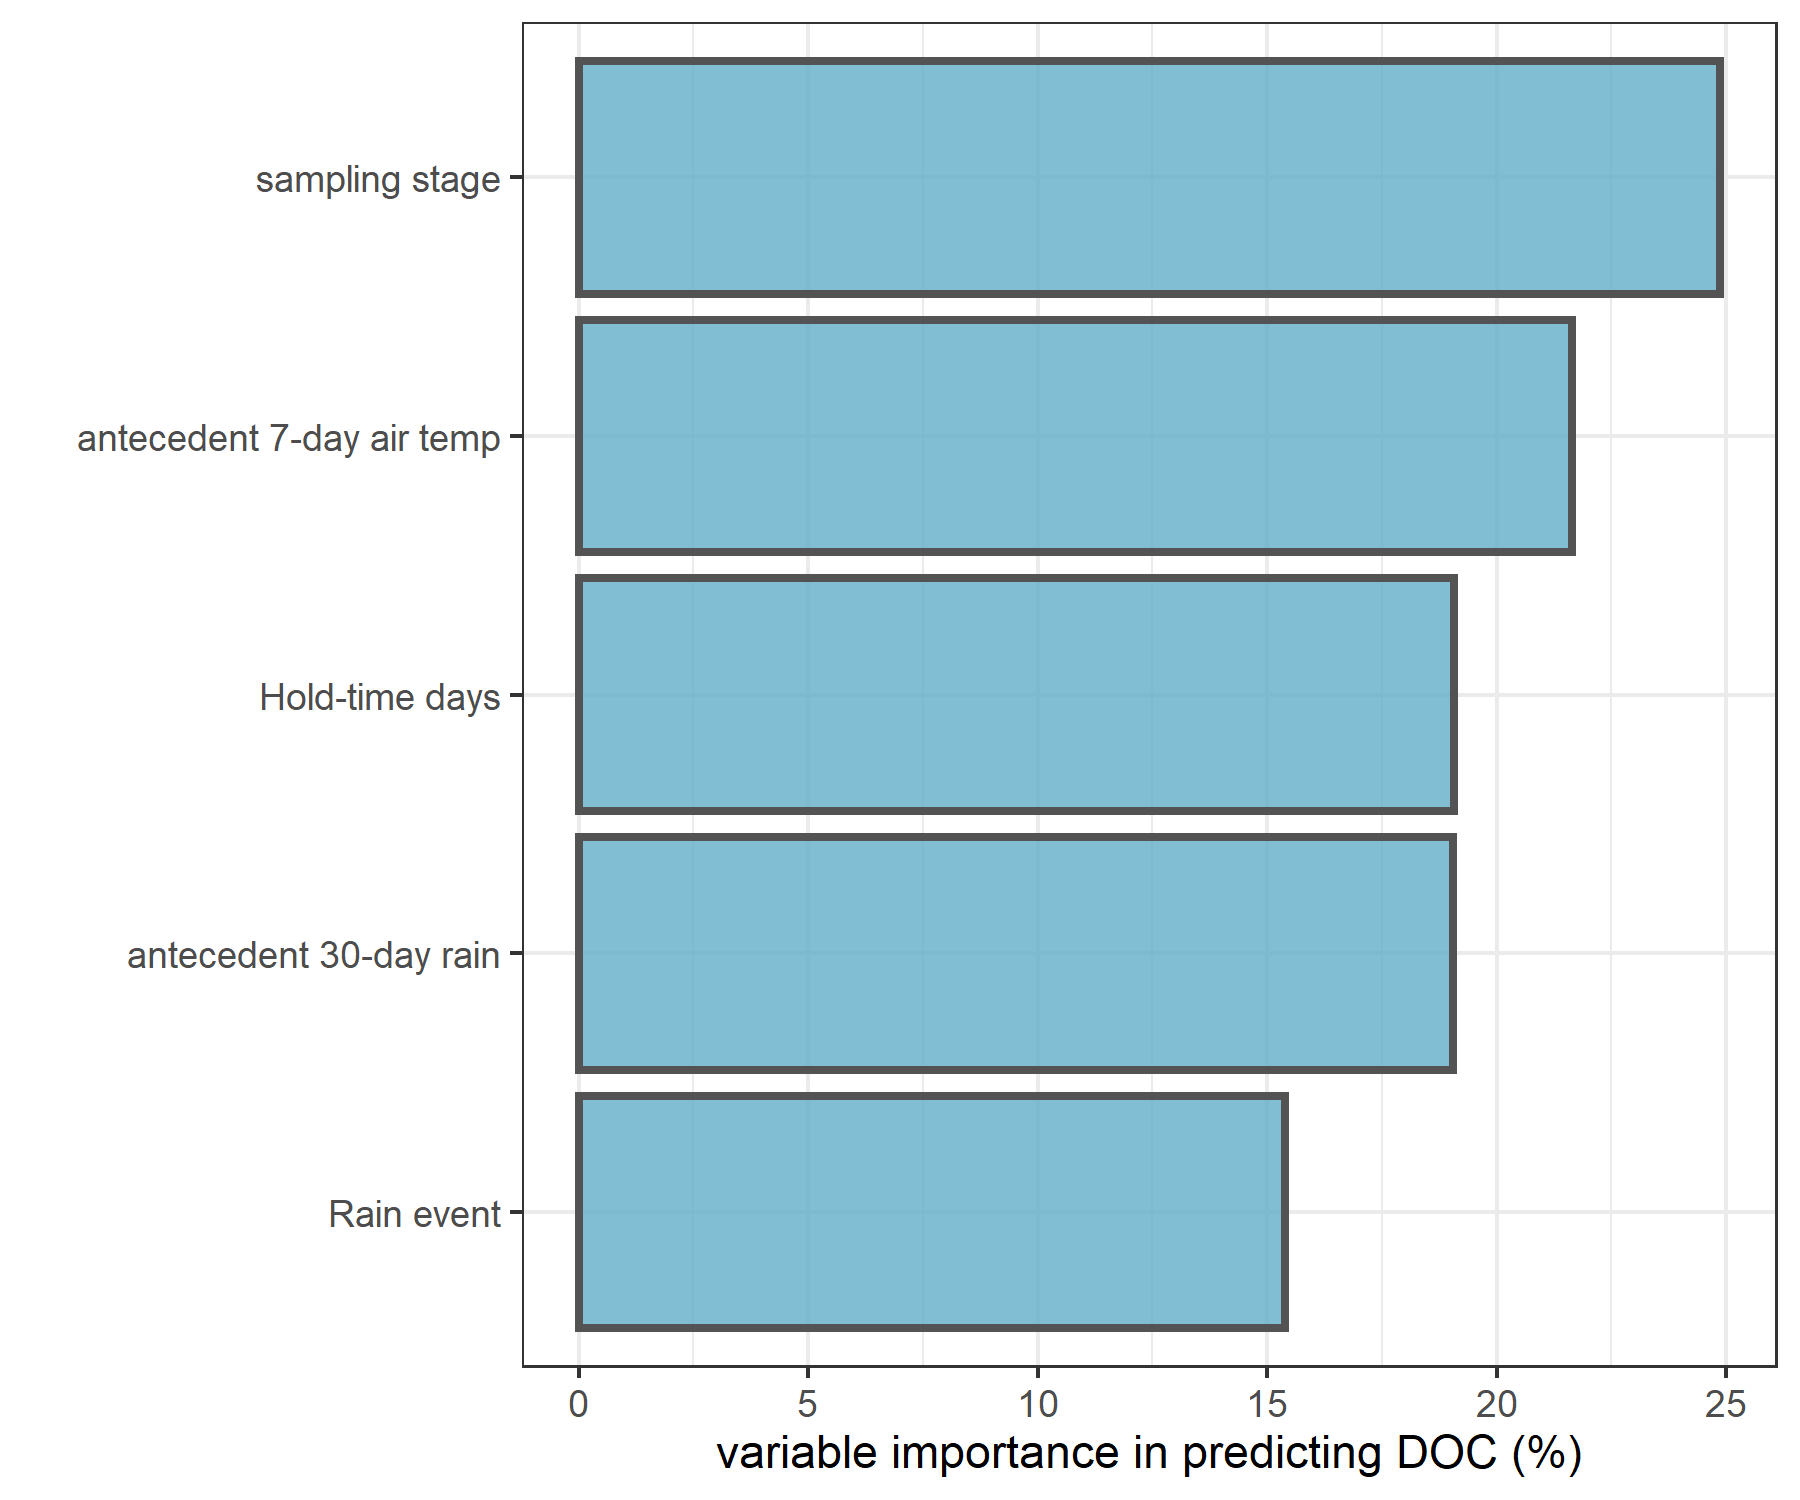 sampling stage
antecedent 7-day air temp
Hold-time days
antecedent 30-day rain
Rain event
0 5 10 15 20 25
variable importance in predicting DOC (%)